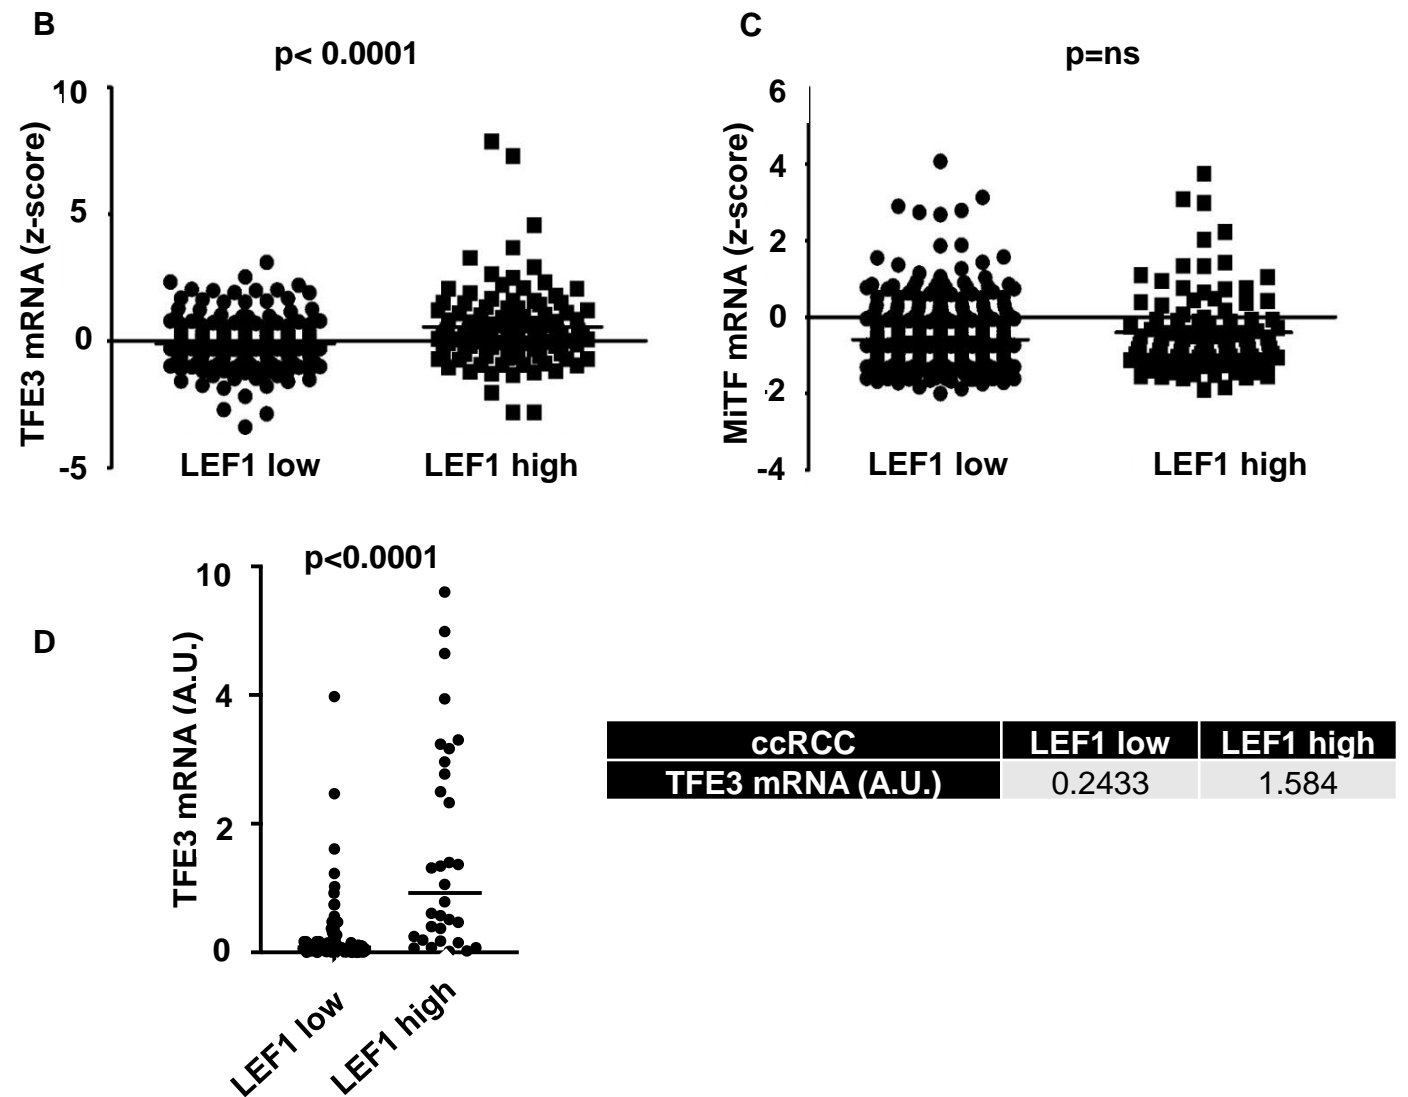 B
p< 0.0001
10
5
0
-5
TFE3 mRNA (z-score)
LEF1 low
LEF1 high
C
p=ns
6
4
2
0
-2
-4
MiTF mRNA (z-score)
LEF1 low
LEF1 high
D
p<0.0001
10
4
2
0
TFE3 mRNA (A.U.)
LEF1 low
LEF1 high
ccRCC LEF1 low LEF1 high
TFE3 mRNA (A.U.) 0.2433 1.584